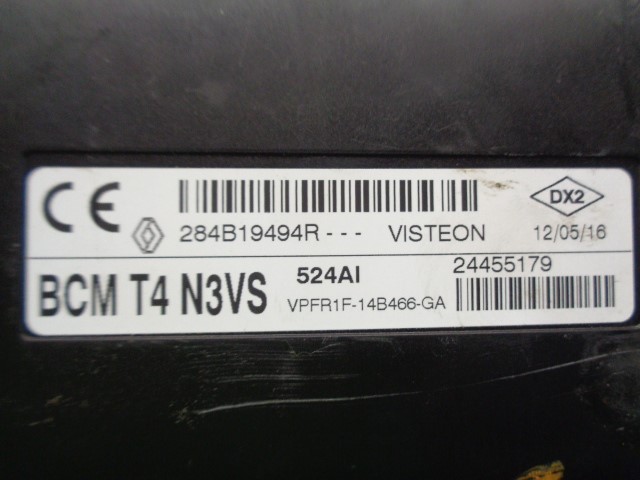 CE
284B19494R--- VISTEON
DX2
12/05/16
BCM T4 N3VS
524AI
VPFR1F-14B466-GA
24455179